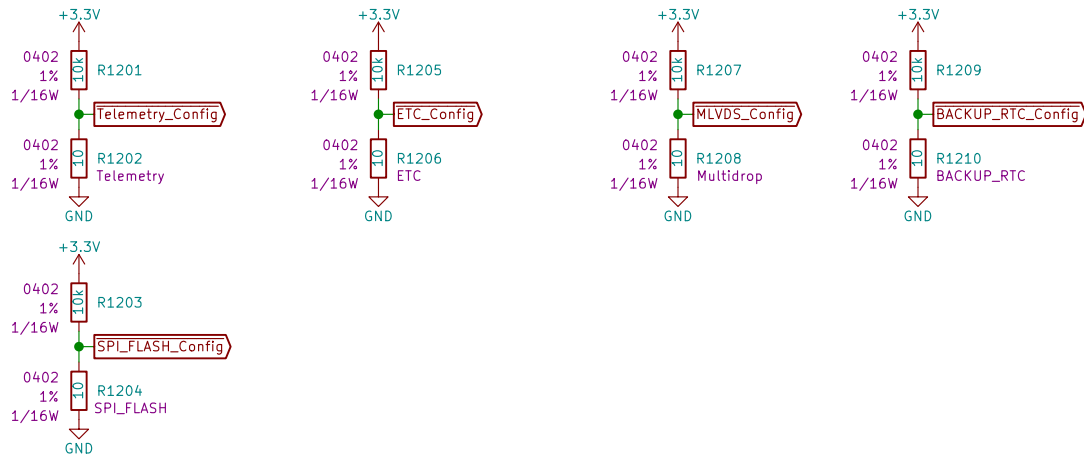 +3.3V
0402
1%
1/16W
10k
R1201
Telemetry_Config
0402
1%
1/16W
10
R1202
Telemetry
GND
+3.3V
0402
1%
1/16W
10k
R1205
ETC_Config
0402
1%
1/16W
10
R1206
ETC
GND
+3.3V
0402
1%
1/16W
10k
R1207
MLVDS_Config
0402
1%
1/16W
10
R1208
Multidrop
GND
+3.3V
0402
1%
1/16W
10k
R1209
BACKUP_RTC_Config
0402
1%
1/16W
10
R1210
BACKUP_RTC
GND
+3.3V
0402
1%
1/16W
10k
R1203
SPI_FLASH_Config
0402
1%
1/16W
10
R1204
SPI_FLASH
GND